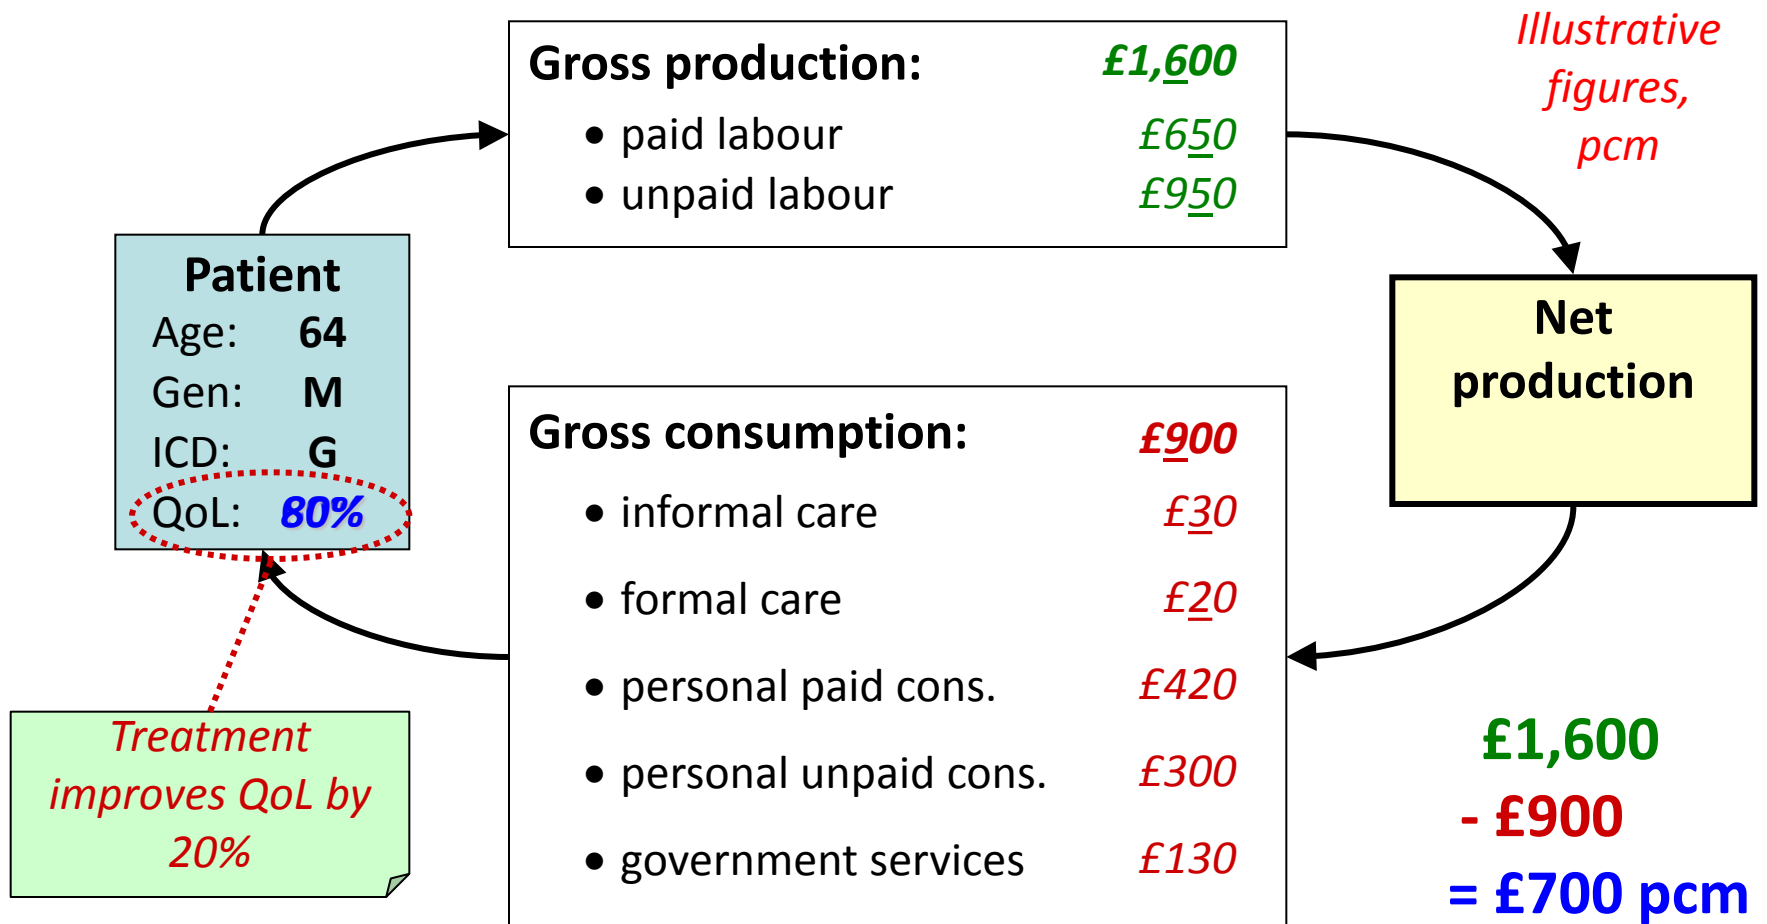 Illustrative
figures,
pcm
Gross production: £1,600
• paid labour £650
• unpaid labour £950
Patient
Age: 64
Gen: M
ICD: G
QoL: 80%
Net
production
Gross consumption: £900
• informal care £30
• formal care £20
• personal paid cons. £420
• personal unpaid cons. £300
• government services £130
Treatment
improves QoL by
20%
£1,600
- £900
= £700 pcm